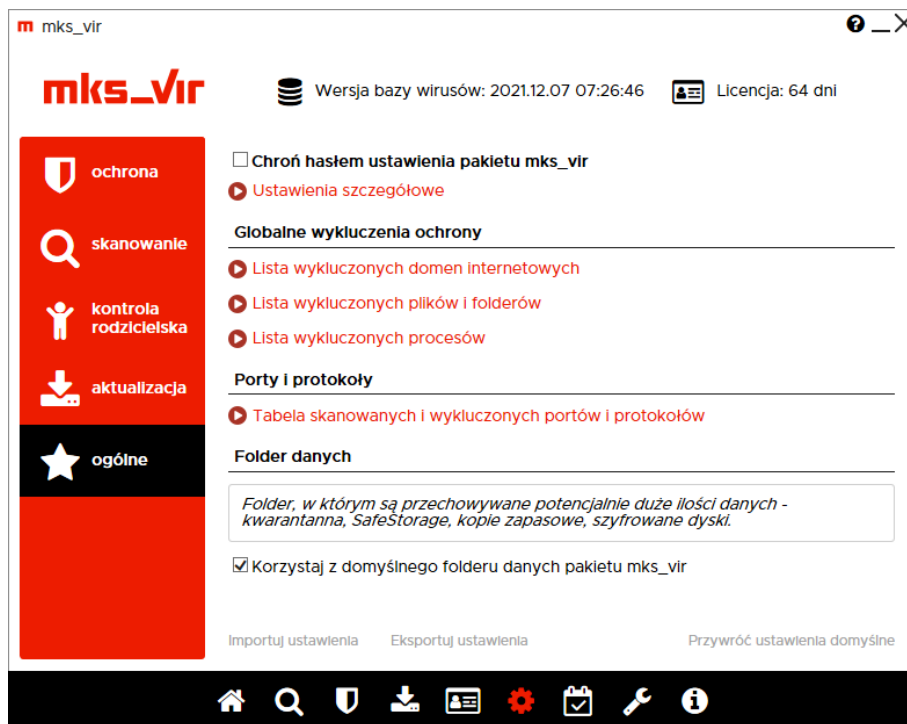 mks_vir
mks_vir
Wersja bazy wirusów: 2021.12.07 07:26:46
Licencja: 64 dni
ochrona
skanowanie
kontrola
rodzicielska
aktualizacja
ogólne
Chroń hasłem ustawienia pakietu mks_vir
Ustawienia szczegółowe
Globalne wykluczenia ochrony
Lista wykluczonych domen internetowych
Lista wykluczonych plików i folderów
Lista wykluczonych procesów
Porty i protokoły
Tabela skanowanych i wykluczonych portów i protokołów
Folder danych
Folder, w którym są przechowywane potencjalnie duże ilości danych -
kwarantanna, SafeStorage, kopie zapasowe, szyfrowane dyski.
Korzystaj z domyślnego folderu danych pakietu mks_vir
Importuj ustawienia
Eksportuj ustawienia
Przywróć ustawienia domyślne